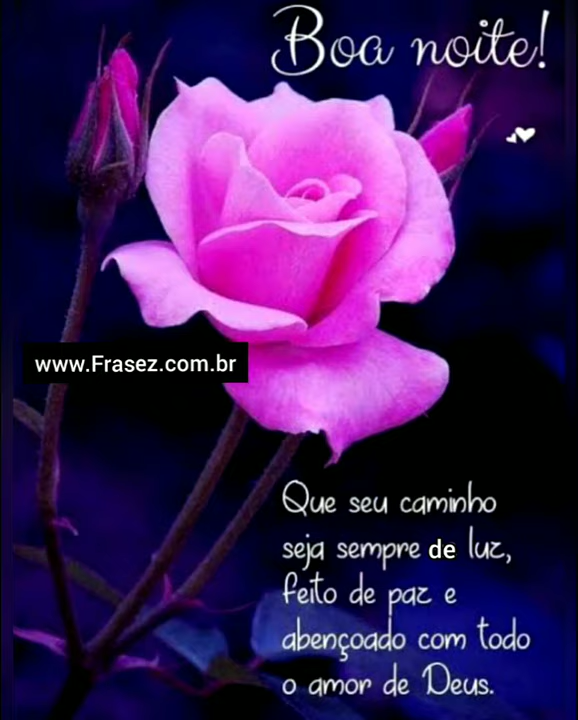 Boa noite!
www.Frasez.com.br
Que seu caminho
seja sempre de luz,
feito de paz e
abençoado com todo
o amor de Deus.